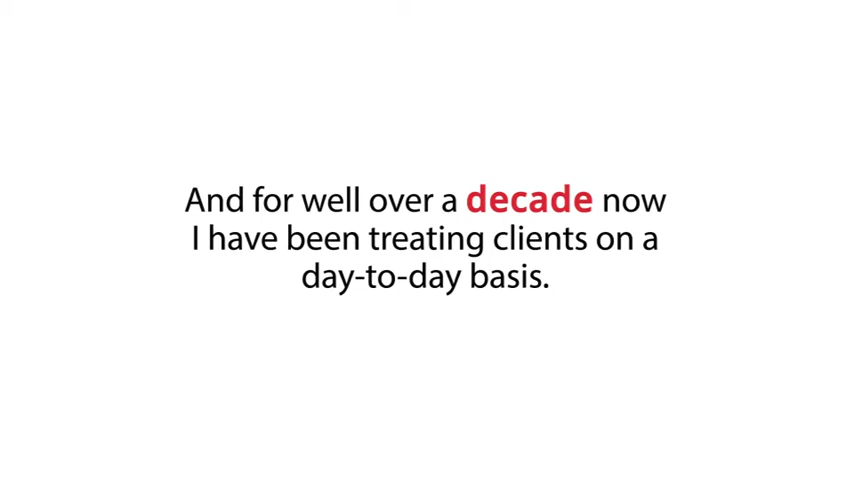 And for well over a decade now
I have been treating clients on a
day-to-day basis.